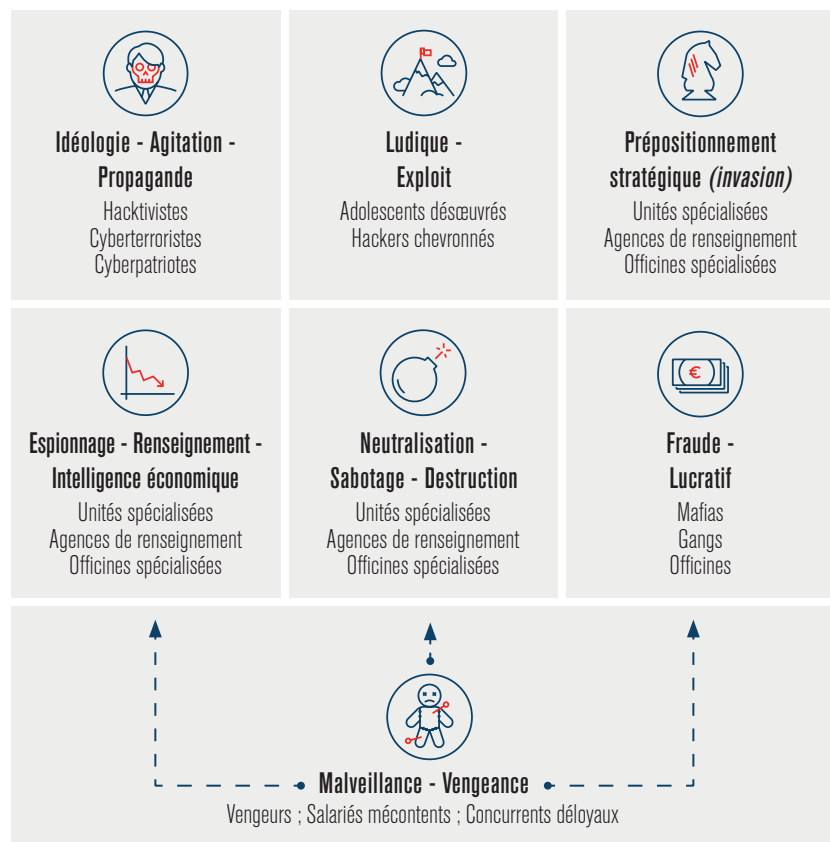 Idéologie - Agitation -
Propagande
Hacktivistes
Cyberterroristes
Cyberpatriotes
Ludique -
Exploit
Adolescents désœuvrés
Hackers chevronnés
Prépositionnement
stratégique (invasion)
Unités spécialisées
Agences de renseignement
Officines spécialisées
Espionnage - Renseignement -
Intelligence économique
Unités spécialisées
Agences de renseignement
Officines spécialisées
Neutralisation -
Sabotage - Destruction
Unités spécialisées
Agences de renseignement
Officines spécialisées
€
Fraude -
Lucratif
Mafias
Gangs
Officines
Malveillance - Vengeance
Vengeurs ; Salariés mécontents ; Concurrents déloyaux